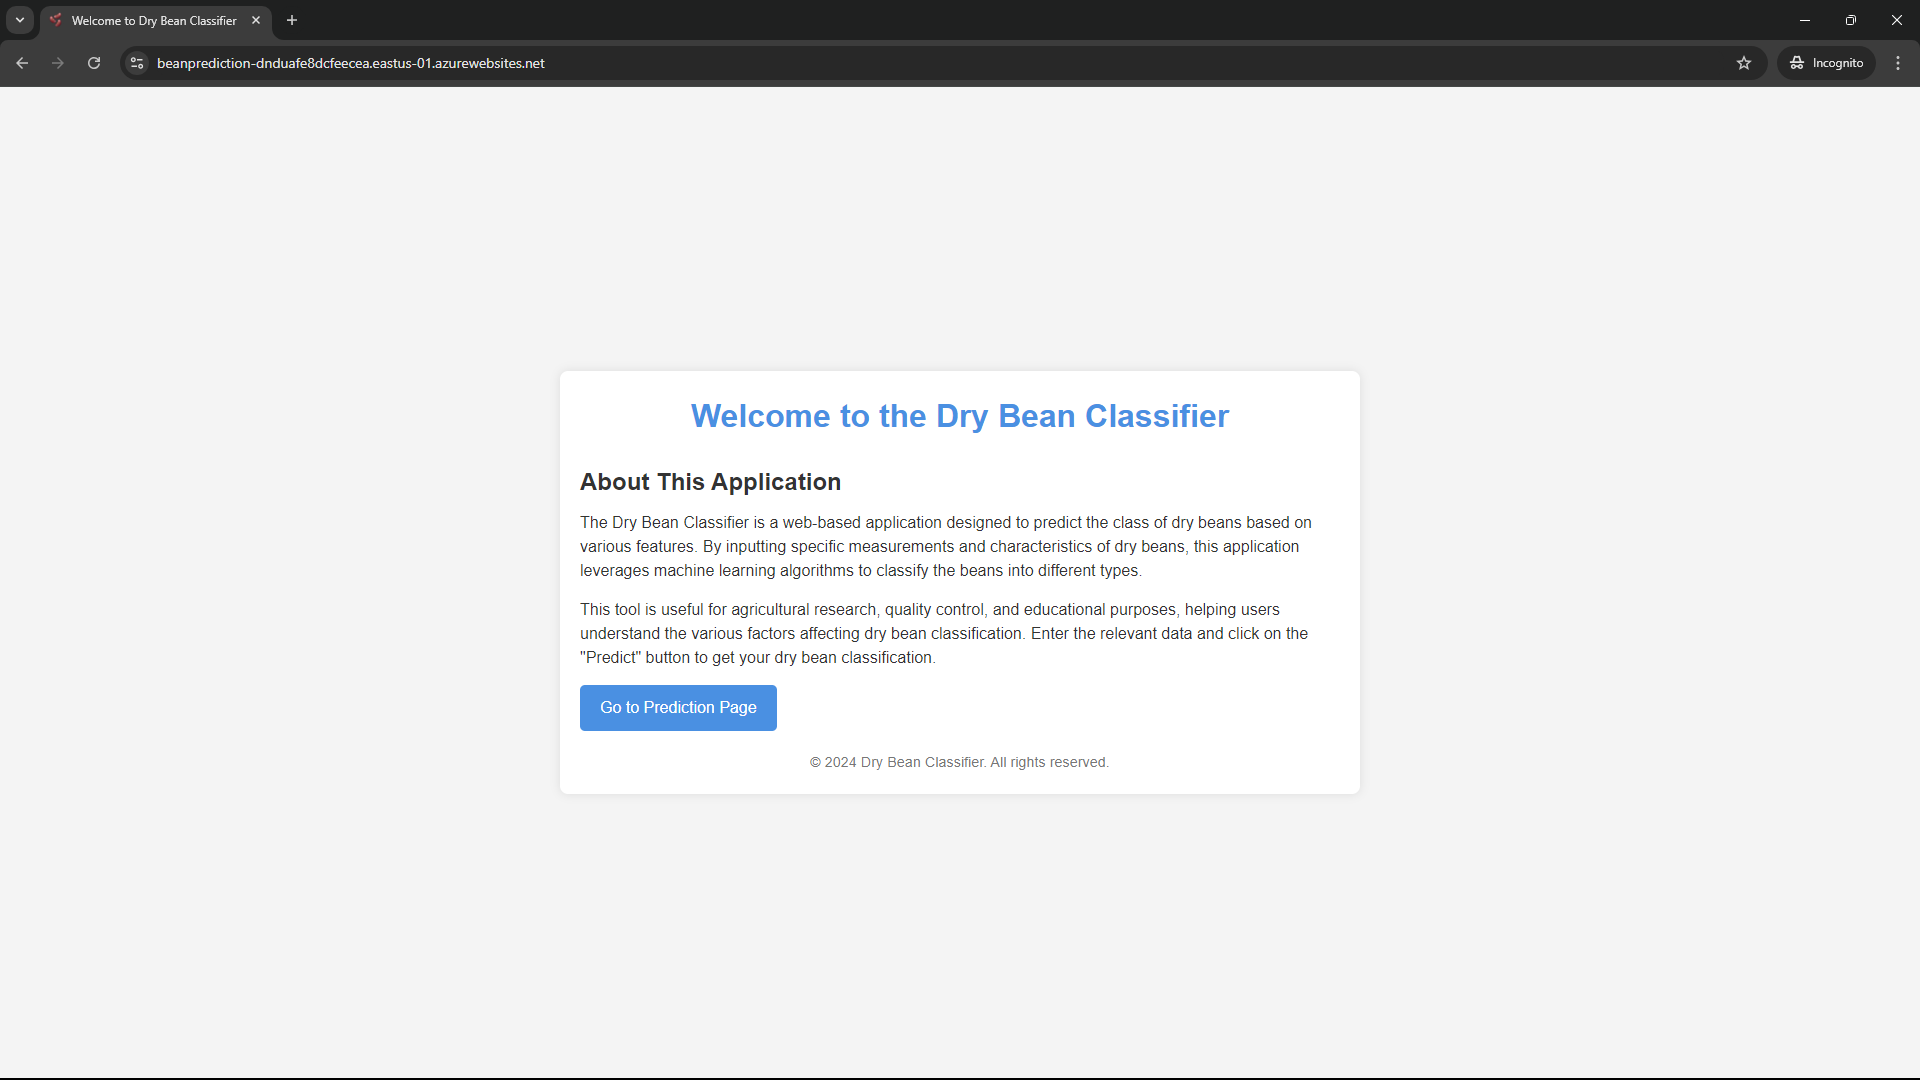 Welcome to Dry Bean Classifier
beanprediction-dnduafe8dcfeecea.eastus-01.azurewebsites.net
Incognito
Welcome to the Dry Bean Classifier
About This Application
The Dry Bean Classifier is a web-based application designed to predict the class of dry beans based on
various features. By inputting specific measurements and characteristics of dry beans, this application
leverages machine learning algorithms to classify the beans into different types.
This tool is useful for agricultural research, quality control, and educational purposes, helping users
understand the various factors affecting dry bean classification. Enter the relevant data and click on the
"Predict" button to get your dry bean classification.
Go to Prediction Page
© 2024 Dry Bean Classifier. All rights reserved.